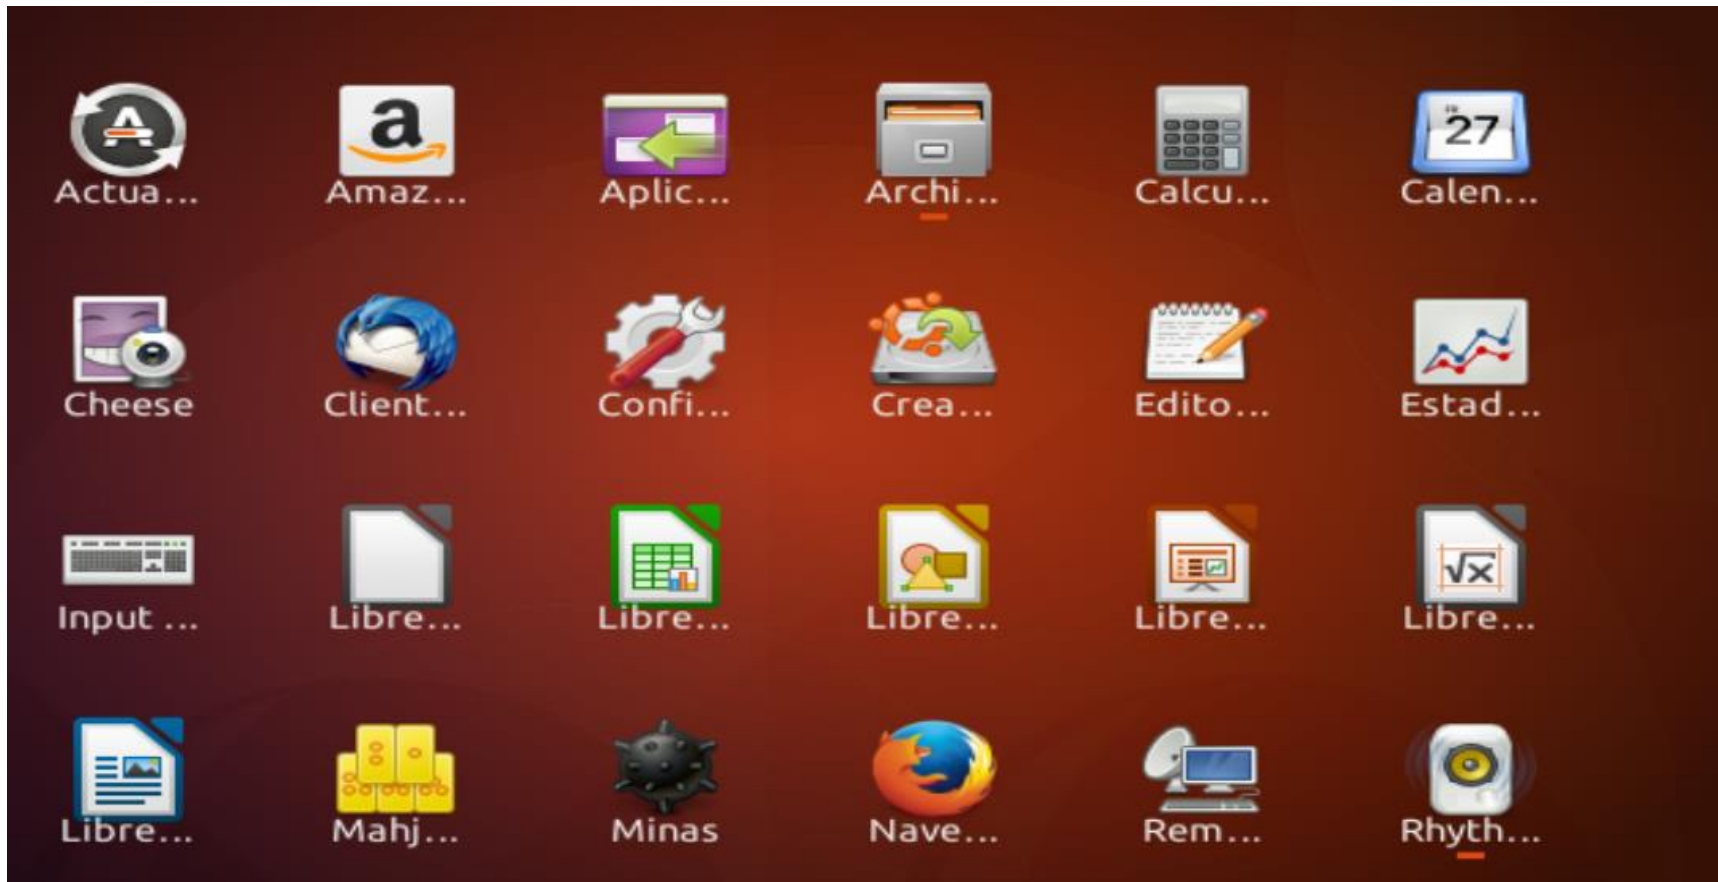 Actua...
Amaz...
Aplic...
Archi...
Calcu...
27
Calen...
Cheese
Client...
Confi...
Crea...
Edito...
Estad...
Input ...
Libre...
Libre...
Libre...
Libre...
√x
Libre...
Libre...
Mahj...
Minas
Nave...
Rem...
Rhyth...